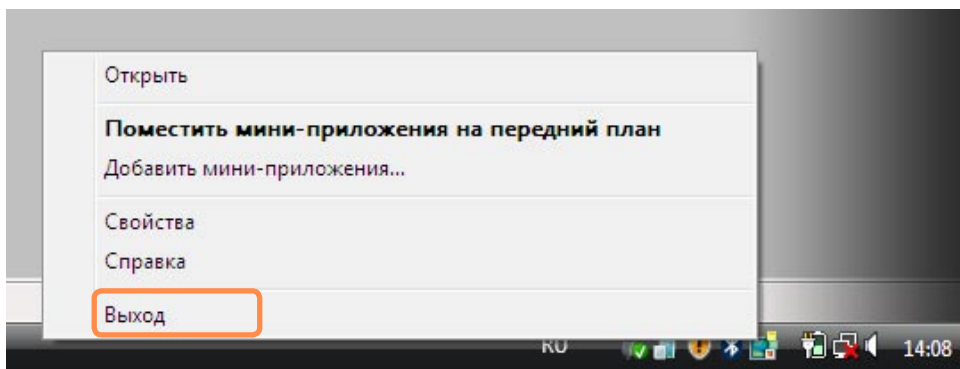 Открыть
Поместить мини-приложения на передний план
Добавить мини-приложения...
Свойства
Справка
Выход
RU 14:08